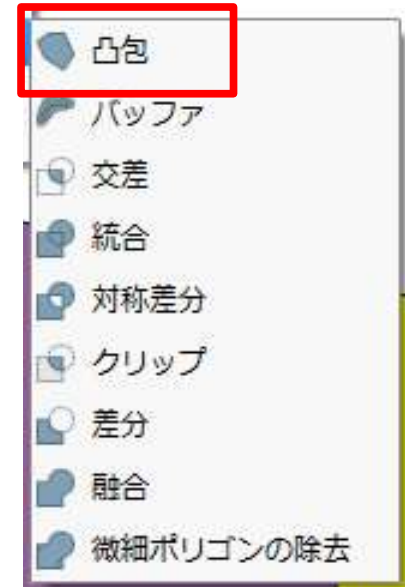 凸包
バッファ
交差
統合
対称差分
クリップ
差分
融合
微細ポリゴンの除去